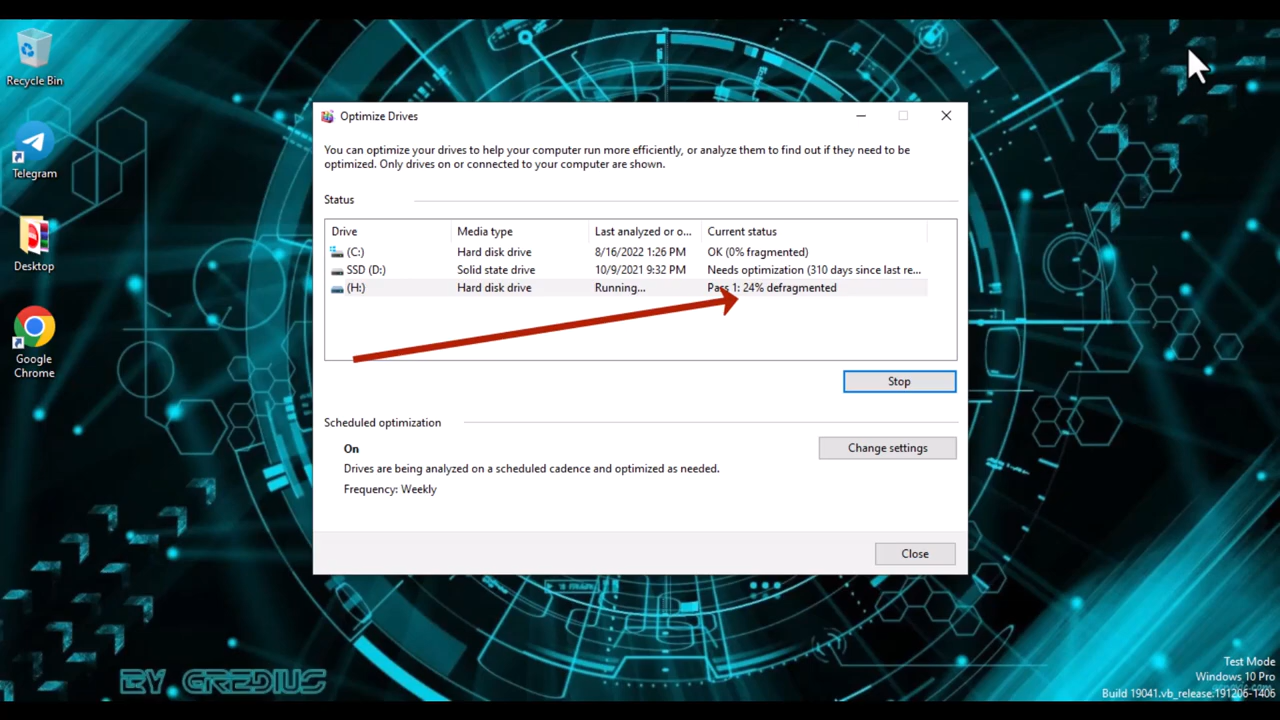 Recycle Bin
Telegram
Desktop
Google
Chrome
Optimize Drives
You can optimize your drives to help your computer run more efficiently, or analyze them to find out if they need to be
optimized. Only drives on or connected to your computer are shown.
Status
Drive Media type Last analyzed or o... Current status
(C:) Hard disk drive 8/16/2022 1:26 PM OK (0% fragmented)
SSD (D:) Solid state drive 10/9/2021 9:32 PM Needs optimization (310 days since last re...
(H:) Hard disk drive Running... Pass 1: 24% defragmented
Stop
Scheduled optimization
On
Change settings
Drives are being analyzed on a scheduled cadence and optimized as needed.
Frequency: Weekly
Close
BY GREDIUS
Test Mode
Windows 10 Pro
Build 19041.vb_release.191206-1406